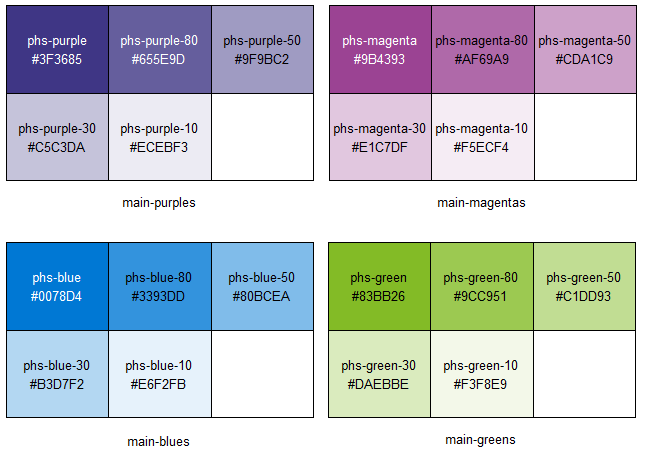 phs-purple
#3F3685
phs-purple-80
#655E9D
phs-purple-50
#9F9BC2
phs-purple-30
#C5C3DA
phs-purple-10
#ECEBF3
main-purples
phs-magenta
#9B4393
phs-magenta-80
#AF69A9
phs-magenta-50
#CDA1C9
phs-magenta-30
#E1C7DF
phs-magenta-10
#F5ECF4
main-magentas
phs-blue
#0078D4
phs-blue-80
#3393DD
phs-blue-50
#80BCEA
phs-blue-30
#B3D7F2
phs-blue-10
#E6F2FB
main-blues
phs-green
#83BB26
phs-green-80
#9CC951
phs-green-50
#C1DD93
phs-green-30
#DAEBBE
phs-green-10
#F3F8E9
main-greens